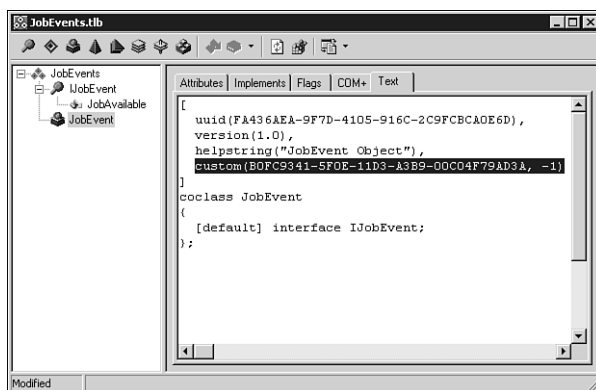 JobEvents.tlb
JobEvents
IJobEvent
JobAvailable
JobEvent
Attributes
Implements
Flags
COM+
Text
[
uuid(FA436AEA-9F7D-4105-916C-2C9FCBCA0E6D),
version(1.0),
helpstring("JobEvent Object"),
custom(B0FC9341-5F0E-11D3-A3B9-00C04F79AD3A, -1)
]
coclass JobEvent
{
[default] interface IJobEvent;
};
Modified